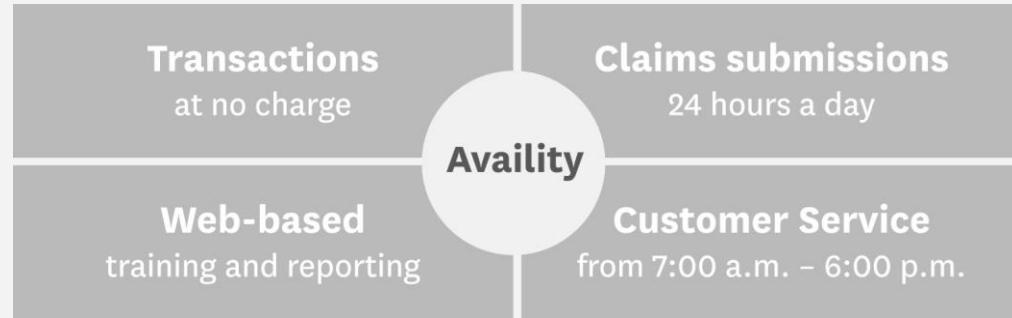 Transactions
at no charge
Claims submissions
24 hours a day
Availity
Web-based
training and reporting
Customer Service
from 7:00 a.m. – 6:00 p.m.